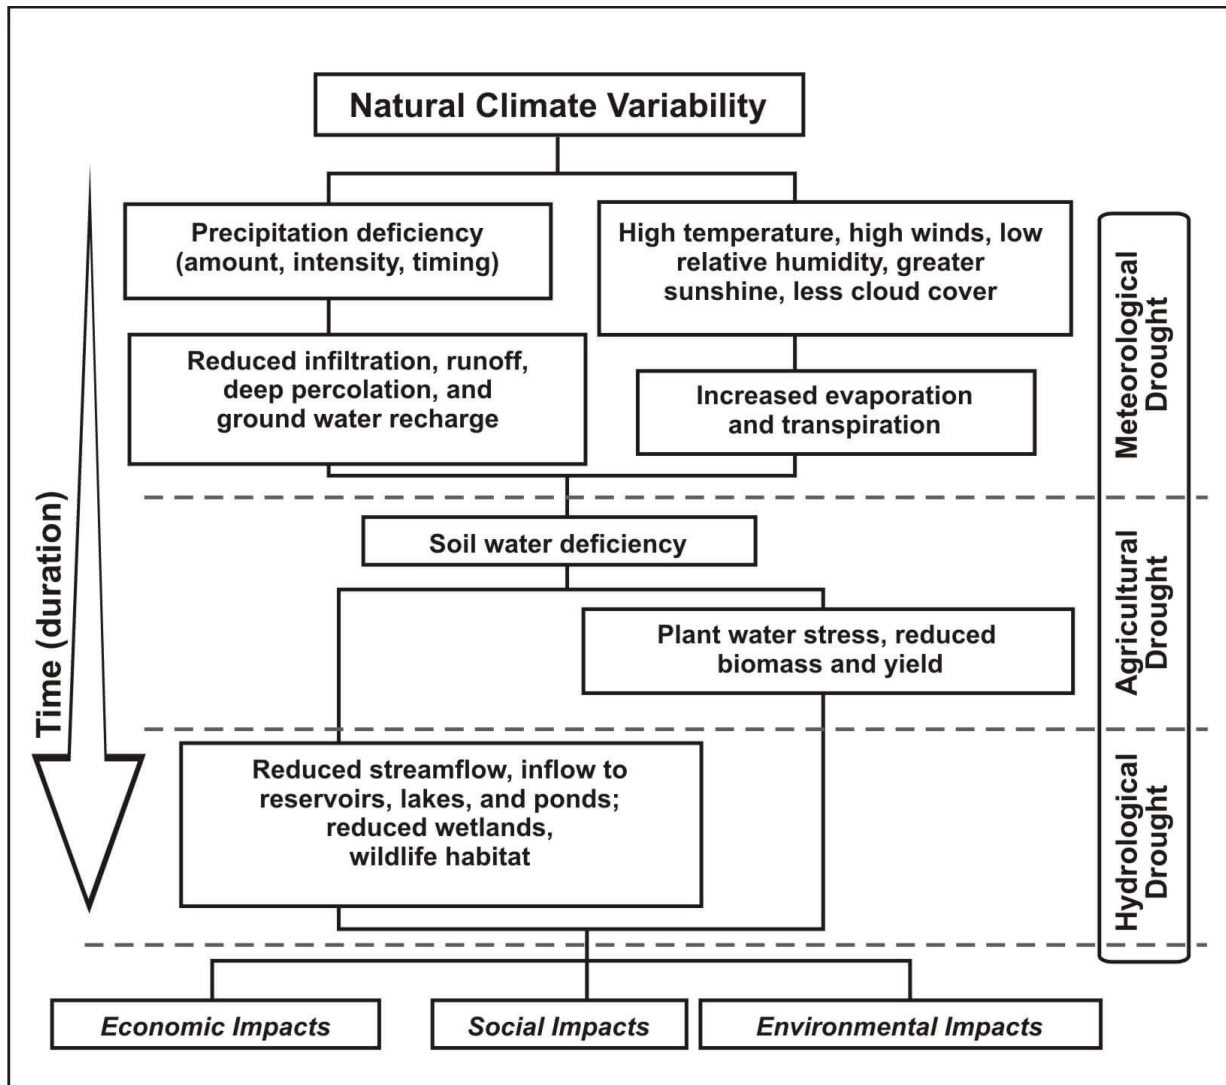 Natural Climate Variability
Precipitation deficiency
(amount, intensity, timing)
High temperature, high winds, low
relative humidity, greater
sunshine, less cloud cover
Reduced infiltration, runoff,
deep percolation, and
ground water recharge
Increased evaporation
and transpiration
Meteorological
Drought
Time (duration)
Soil water deficiency
Plant water stress, reduced
biomass and yield
Agricultural
Drought
Reduced streamflow, inflow to
reservoirs, lakes, and ponds;
reduced wetlands,
wildlife habitat
Hydrological
Drought
Economic Impacts
Social Impacts
Environmental Impacts